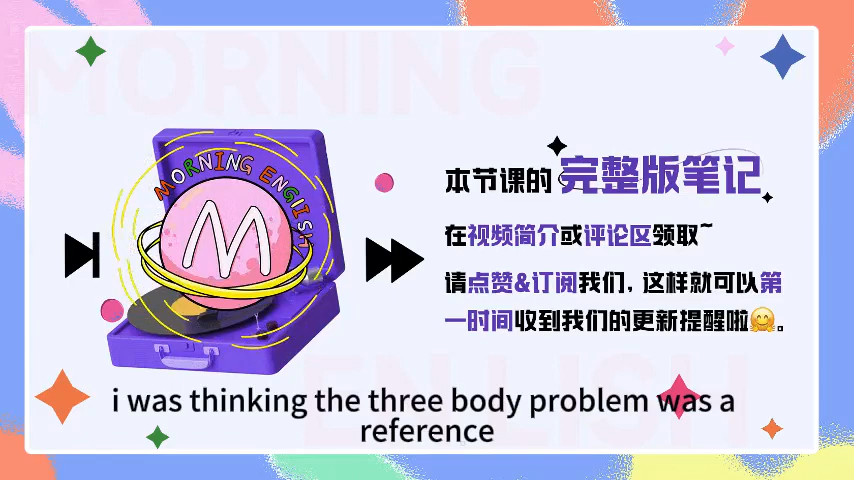 MORNING
MORNING ENGLISH
M
本节课的 完整版笔记
在视频简介或评论区领取~
请点赞&订阅我们, 这样就可以第
一时间收到我们的更新提醒啦🤗。
ENGLISH
i was thinking the three body problem was a
reference